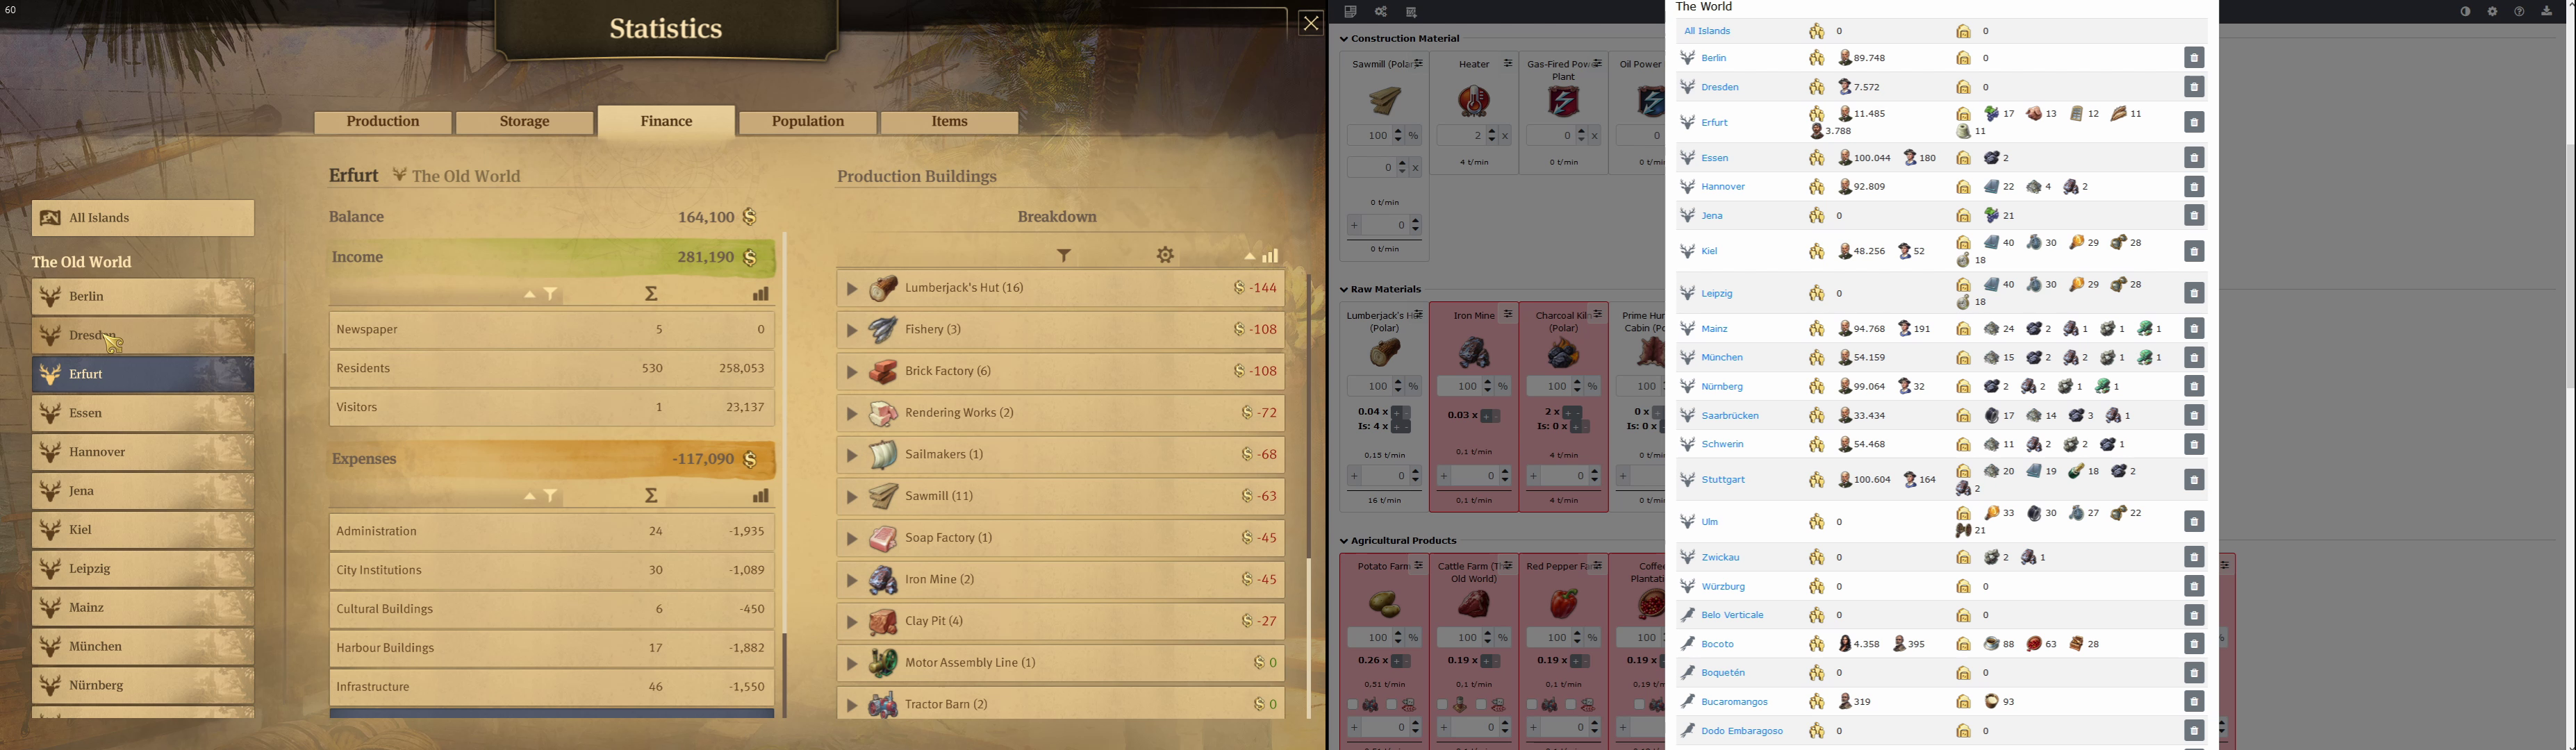 60
Statistics
Production
Storage
Finance
Population
Items
Erfurt The Old World
Balance 164,100
Income 281,190
Newspaper 5 0
Residents 530 258,053
Visitors 1 23,137
Expenses -117,090
Administration 24 -1,935
City Institutions 30 -1,089
Cultural Buildings 6 -450
Harbour Buildings 17 -1,882
Infrastructure 46 -1,550
All Islands
The Old World
Berlin
Dresden
Erfurt
Essen
Hannover
Jena
Kiel
Leipzig
Mainz
München
Nürnberg
Production Buildings
Breakdown
Lumberjack's Hut (16) -144
Fishery (3) -108
Brick Factory (6) -108
Rendering Works (2) -72
Sailmakers (1) -68
Sawmill (11) -63
Soap Factory (1) -45
Iron Mine (2) -45
Clay Pit (4) -27
Motor Assembly Line (1) 0
Tractor Barn (2) 0
Construction Material
Sawmill (Polar)
100 %
0 x
0 t/min
+ 0
0 t/min
Heater
2 x
4 t/min
Gas-Fired Power
Plant
0 x
0 t/min
Oil Power
0
0 t/min
Raw Materials
Lumberjack's Hut
(Polar)
100 %
0.04 x + -
Is: 4 x + -
0,15 t/min
+ 0
16 t/min
Iron Mine
100 %
0.03 x + -
0,1 t/min
+ 0
0,1 t/min
Charcoal Kiln
(Polar)
100 %
2 x + -
Is: 0 x + -
4 t/min
+ 0
4 t/min
Prime Hun
Cabin (Po
100
0 x +
Is: 0 x +
0 t/min
+ 0
0 t/min
Agricultural Products
Potato Farm
100 %
0.26 x + -
0,51 t/min
+ 0
Cattle Farm (The
Old World)
100 %
0.19 x + -
0,1 t/min
+ 0
Red Pepper Farm
100 %
0.19 x + -
0,1 t/min
+ 0
Coffee
Plantati
100
0.19 x +
0,19 t/min
+ 0
The World
All Islands 0 0
Berlin 89.748 0
Dresden 7.572 0
Erfurt 11.485 17 13 12 11
3.788 11
Essen 100.044 180 2
Hannover 92.809 22 4 2
Jena 0 21
Kiel 48.256 52 40 30 29 28
18
Leipzig 0 40 30 29 28
18
Mainz 94.768 191 24 2 1 1 1
München 54.159 15 2 2 1 1
Nürnberg 99.064 32 2 2 1 1
Saarbrücken 33.434 17 14 3 1
Schwerin 54.468 11 2 2 1
Stuttgart 100.604 164 20 19 18 2
2
Ulm 0 33 30 27 22
21
Zwickau 0 2 1
Würzburg 0 0
Belo Verticale 0 0
Bocoto 4.358 395 88 63 28
Boquetén 0 0
Bucaromangos 319 93
Dodo Embaragoso 0 0